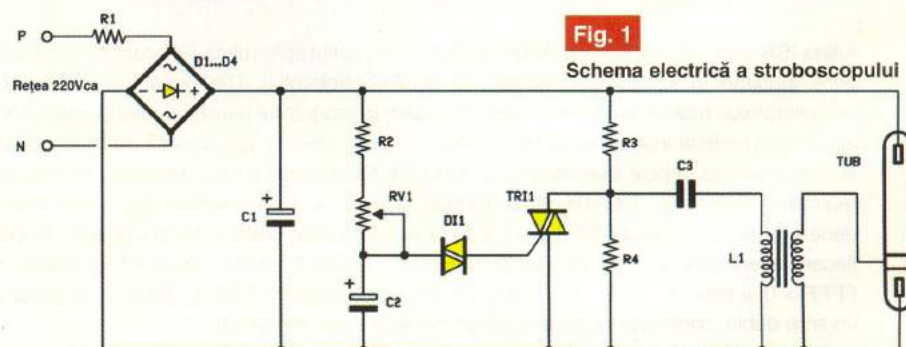 Fig. 1
Schema electrică a stroboscopului
R1
P
D1...D4
Rețea 220Vca
N
R2
R3
RV1
C3
TUB
TRI1
DI1
C1
L1
R4
C2